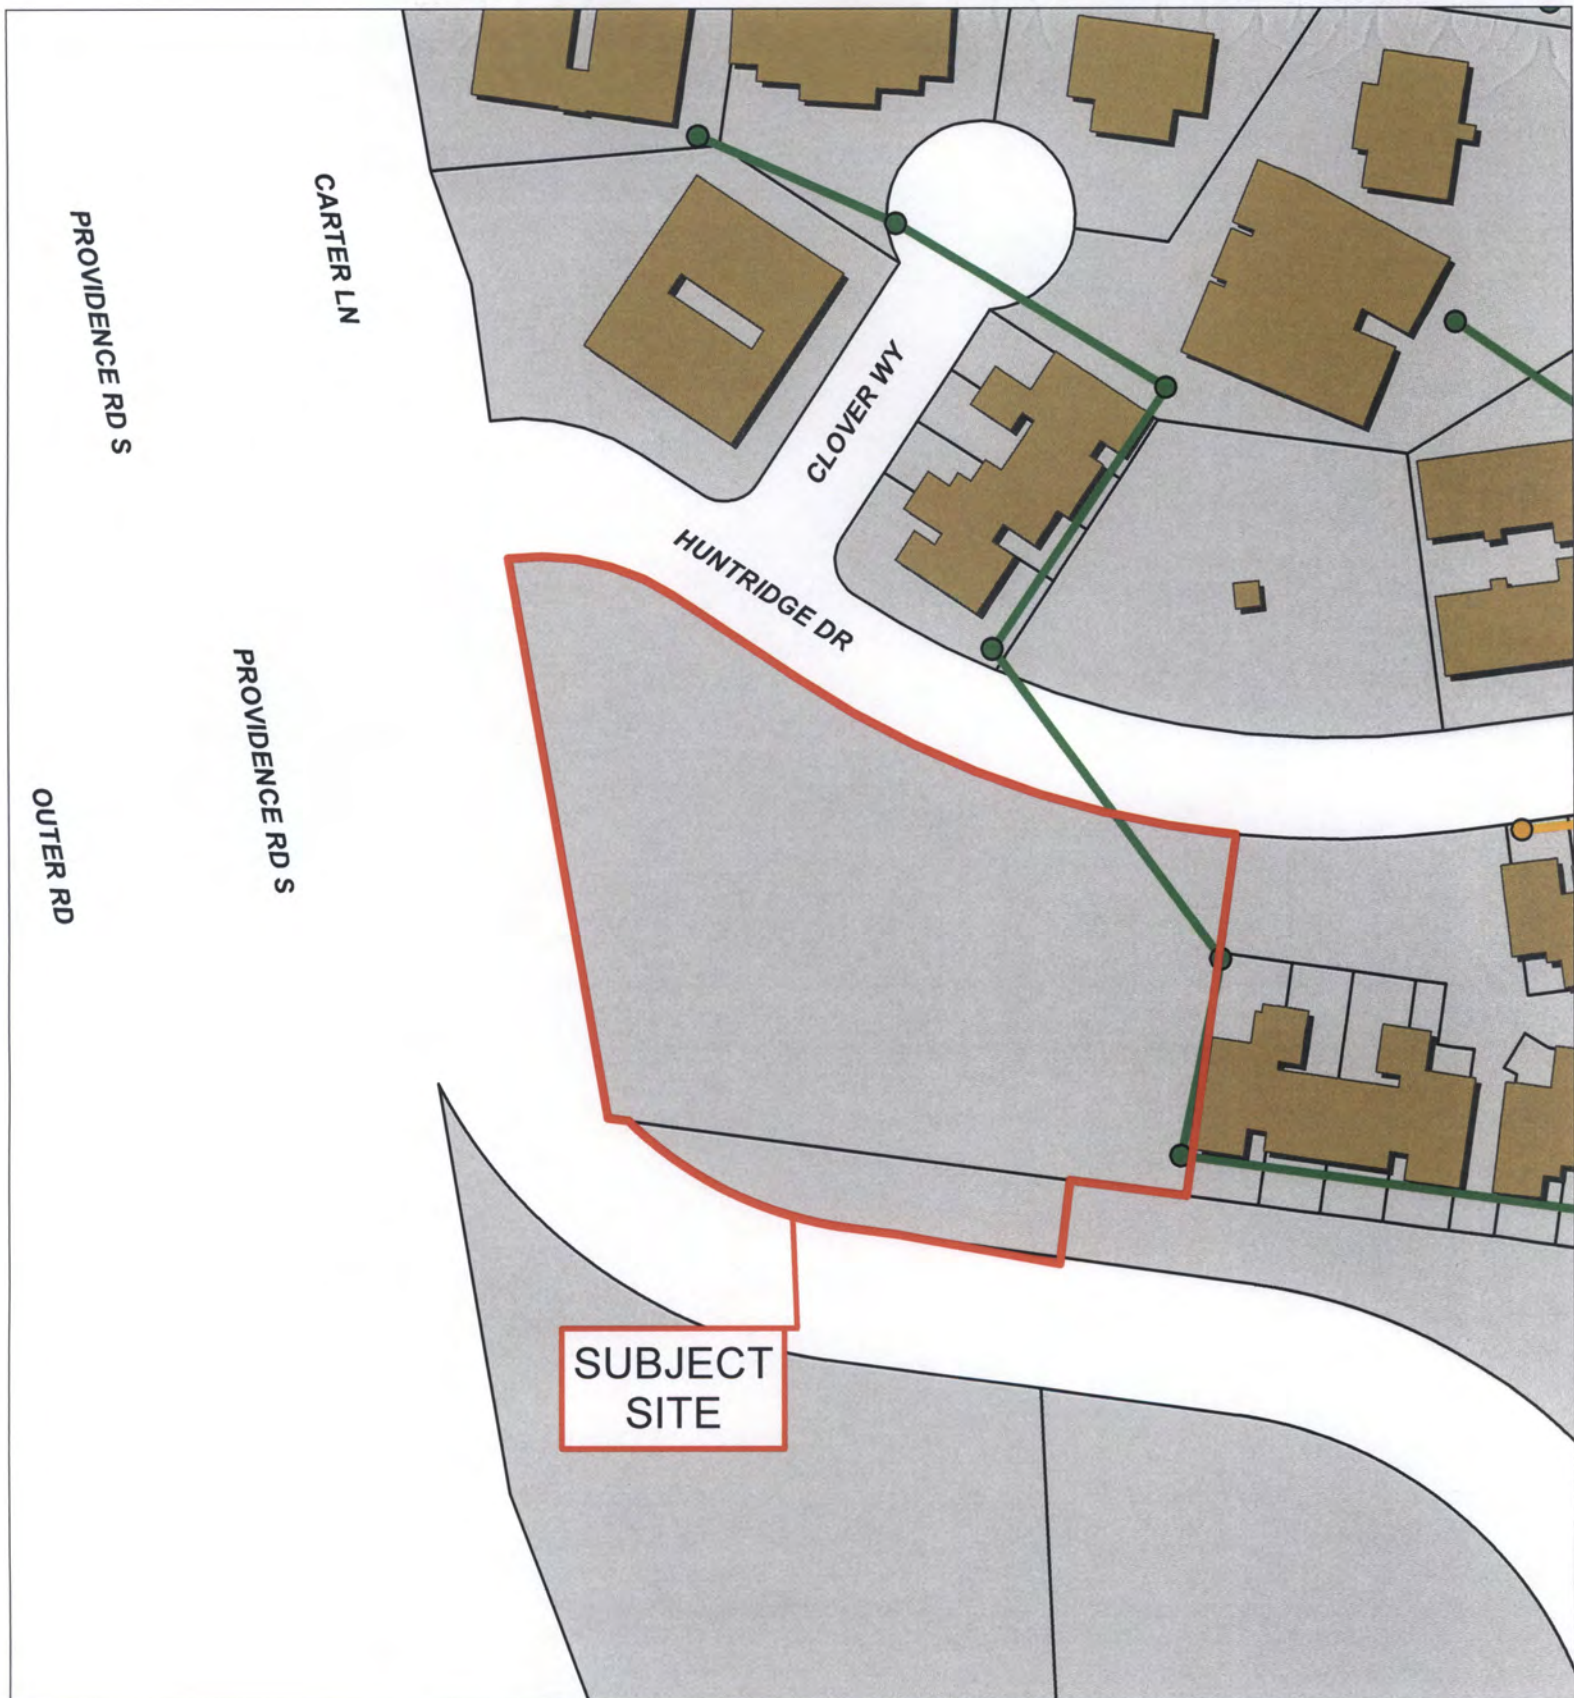 CARTER LN
PROVIDENCE RD S
CLOVER WY
HUNTRIDGE DR
PROVIDENCE RD S
OUTER RD
SUBJECT
SITE